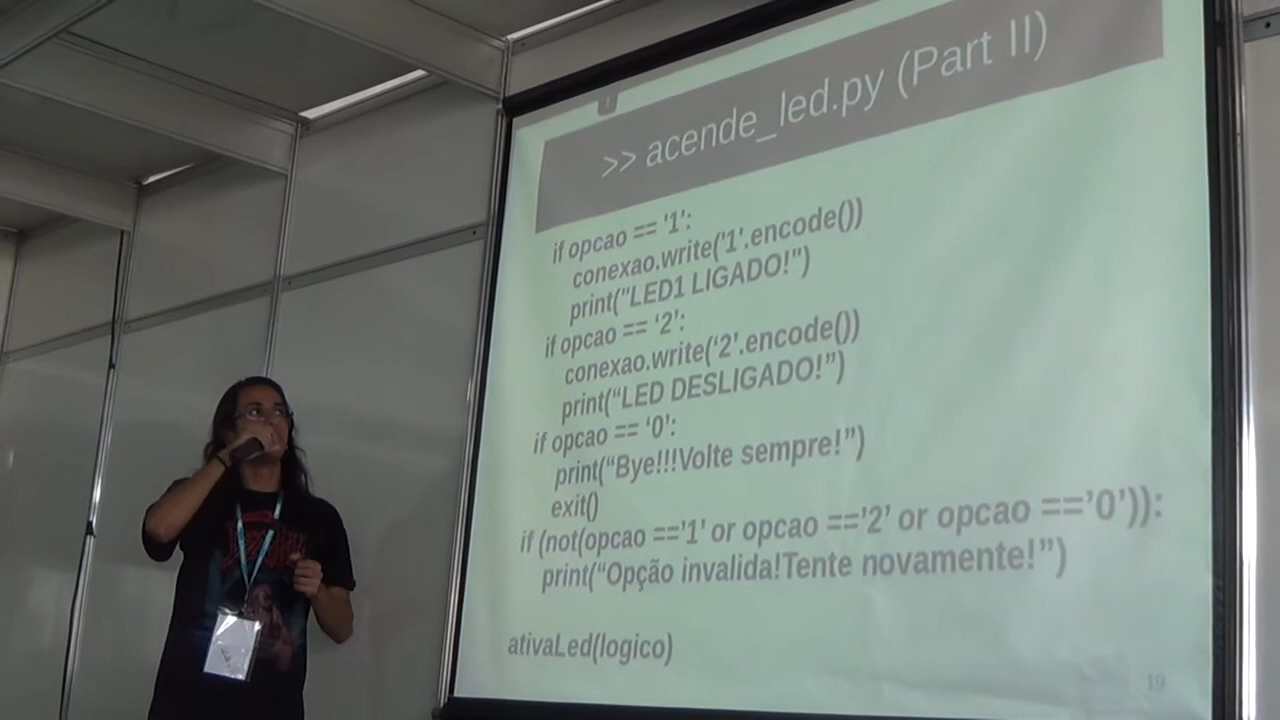 >> acende_led.py (Part II)
if opcao == '1':
conexao.write('1'.encode())
print("LED1 LIGADO!")
if opcao == ‘2’:
conexao.write(‘2’.encode())
print(“LED DESLIGADO!”)
if opcao == ‘0’:
print(“Bye!!!Volte sempre!”)
exit()
if (not(opcao ==’1’ or opcao ==’2’ or opcao ==’0’)):
print(“Opção invalida!Tente novamente!”)
ativaLed(logico)
19